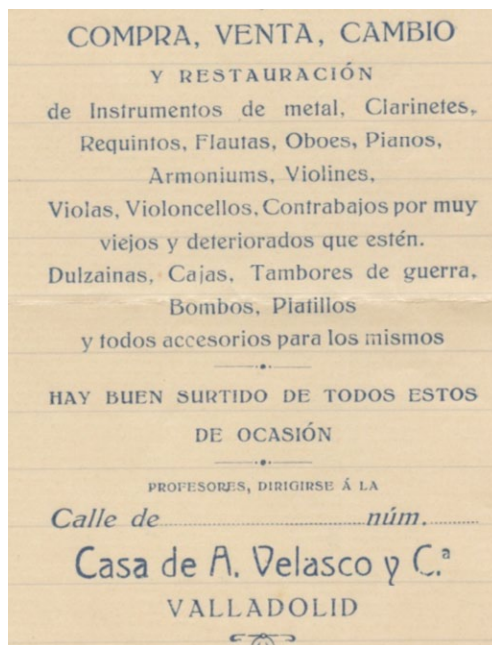 COMPRA, VENTA, CAMBIO
Y RESTAURACIÓN
de Instrumentos de metal, Clarinetes,
Requintos, Flautas, Oboes, Pianos,
Armoniums, Violines,
Violas, Violoncellos, Contrabajos por muy
viejos y deteriorados que estén.
Dulzainas, Cajas, Tambores de guerra,
Bombos, Platillos
y todos accesorios para los mismos
HAY BUEN SURTIDO DE TODOS ESTOS
DE OCASIÓN
PROFESORES, DIRIGIRSE Á LA
Calle de.............................núm..........
Casa de A. Velasco y C.ª
VALLADOLID